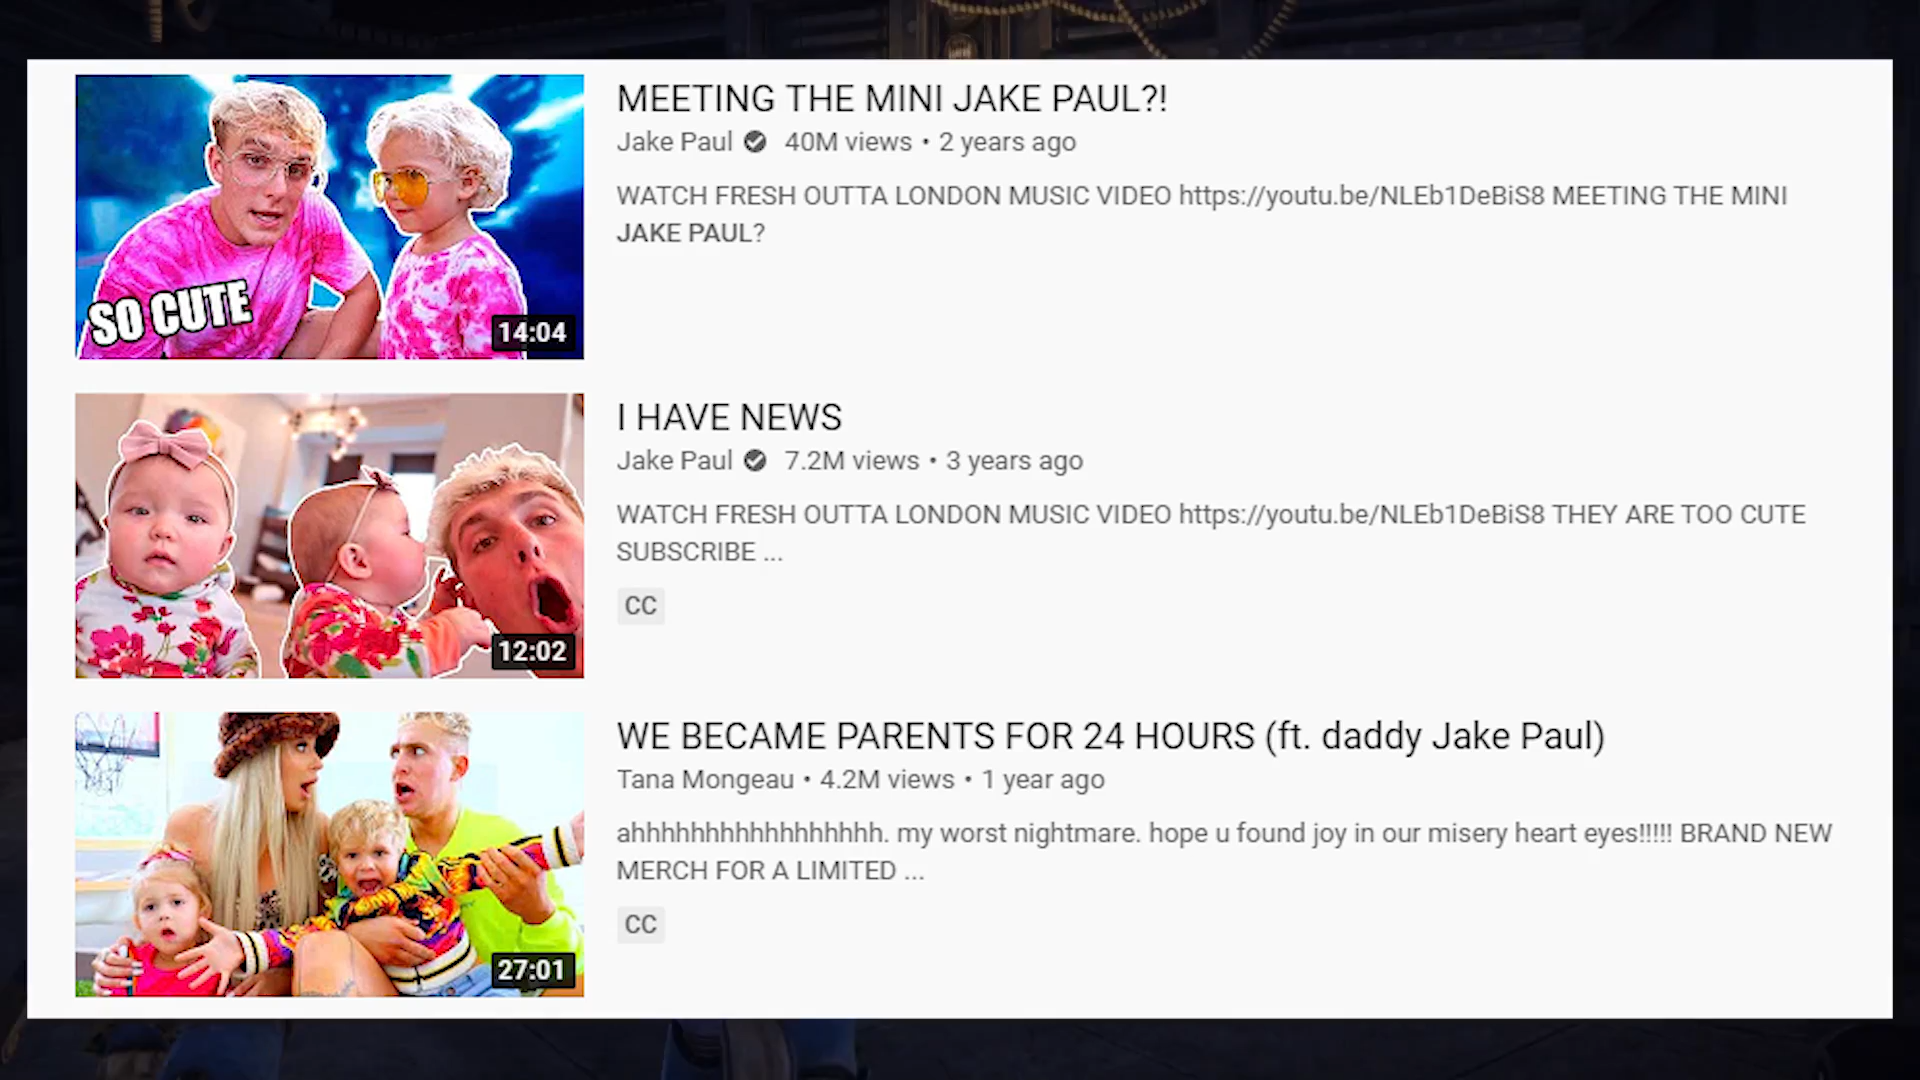 MEETING THE MINI JAKE PAUL?!
Jake Paul 40M views • 2 years ago
WATCH FRESH OUTTA LONDON MUSIC VIDEO https://youtu.be/NLEb1DeBiS8 MEETING THE MINI
JAKE PAUL?
SO CUTE
14:04
I HAVE NEWS
Jake Paul 7.2M views • 3 years ago
WATCH FRESH OUTTA LONDON MUSIC VIDEO https://youtu.be/NLEb1DeBiS8 THEY ARE TOO CUTE
SUBSCRIBE ...
CC
12:02
WE BECAME PARENTS FOR 24 HOURS (ft. daddy Jake Paul)
Tana Mongeau • 4.2M views • 1 year ago
ahhhhhhhhhhhhhhhhhh. my worst nightmare. hope u found joy in our misery heart eyes!!!!! BRAND NEW
MERCH FOR A LIMITED ...
CC
27:01